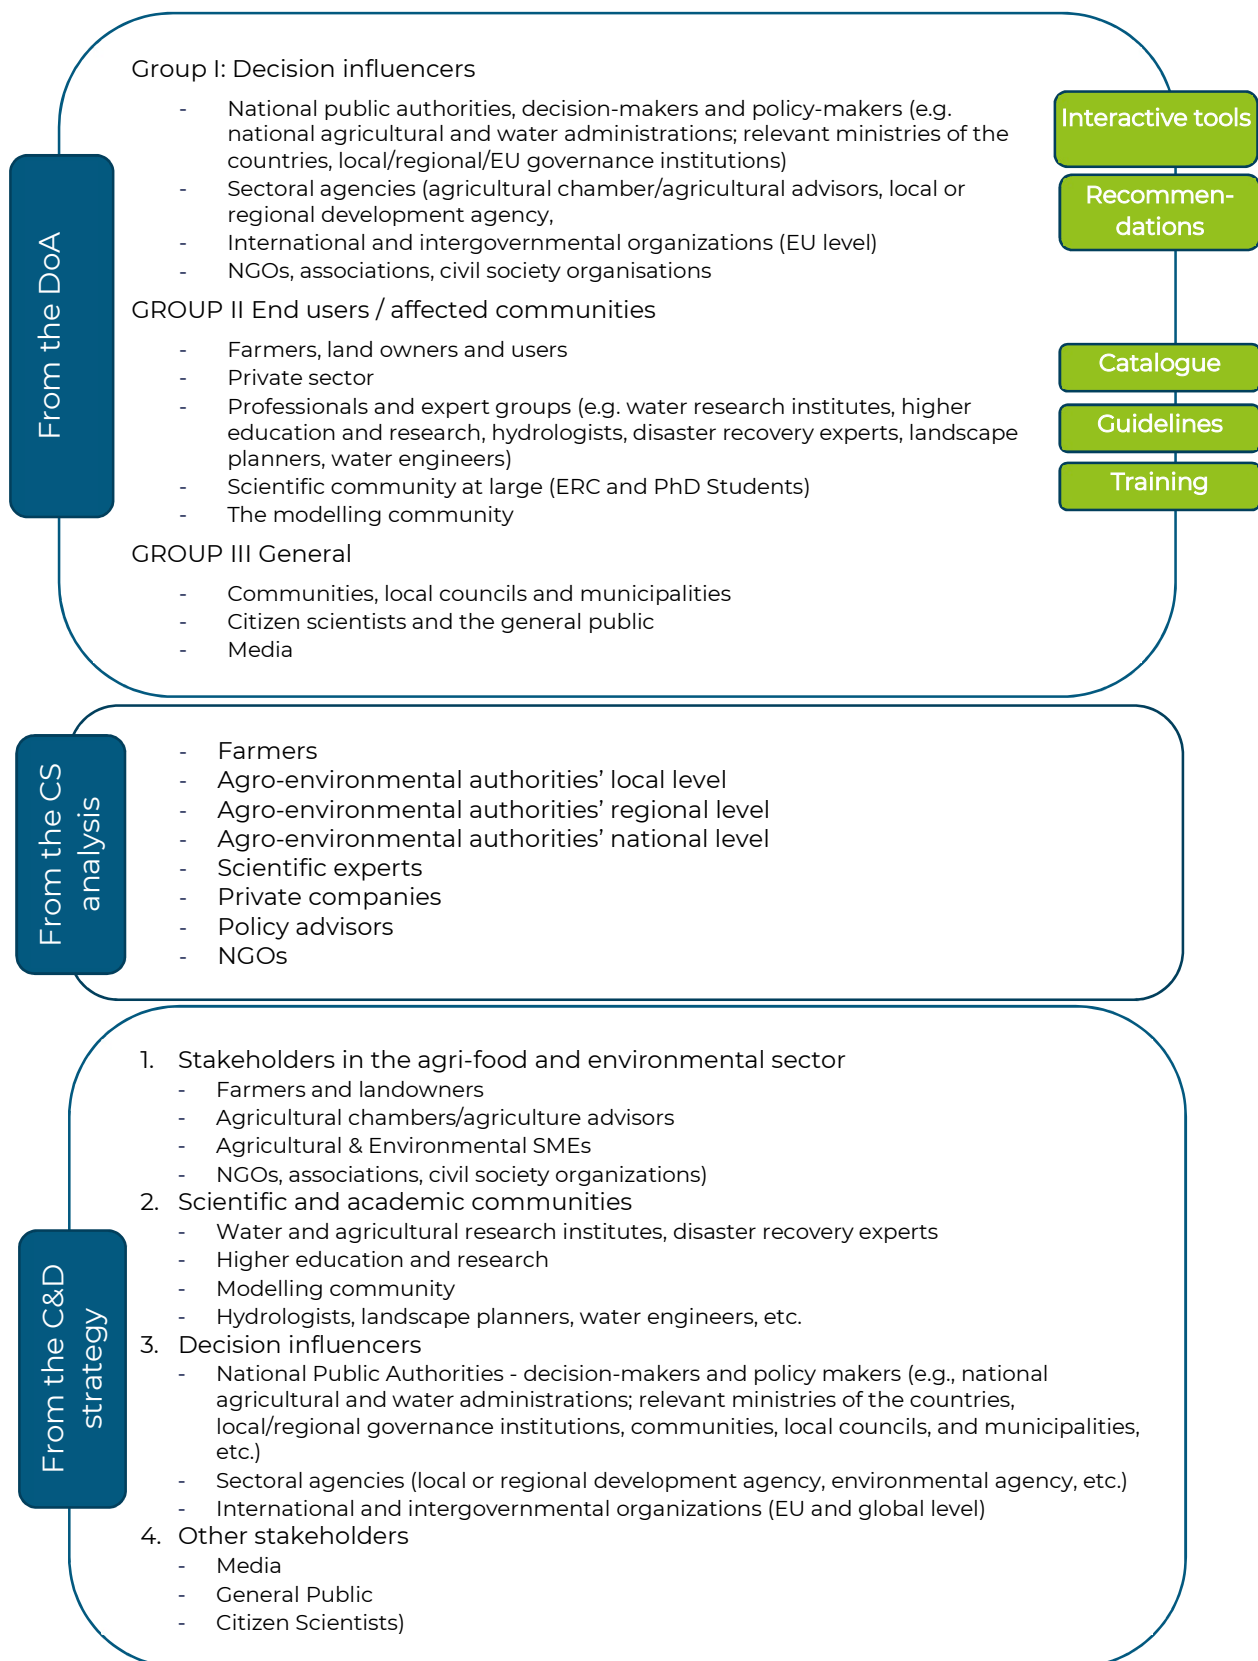 Group I: Decision influencers
- National public authorities, decision-makers and policy-makers (e.g.
national agricultural and water administrations; relevant ministries of the
countries, local/regional/EU governance institutions)
- Sectoral agencies (agricultural chamber/agricultural advisors, local or
regional development agency,
- International and intergovernmental organizations (EU level)
- NGOs, associations, civil society organisations
GROUP II End users / affected communities
- Farmers, land owners and users
- Private sector
- Professionals and expert groups (e.g. water research institutes, higher
education and research, hydrologists, disaster recovery experts, landscape
planners, water engineers)
- Scientific community at large (ERC and PhD Students)
- The modelling community
GROUP III General
- Communities, local councils and municipalities
- Citizen scientists and the general public
- Media
From the DoA
Interactive tools
Recommen-
dations
Catalogue
Guidelines
Training
From the CS
analysis
- Farmers
- Agro-environmental authorities’ local level
- Agro-environmental authorities’ regional level
- Agro-environmental authorities’ national level
- Scientific experts
- Private companies
- Policy advisors
- NGOs
From the C&D
strategy
1. Stakeholders in the agri-food and environmental sector
- Farmers and landowners
- Agricultural chambers/agriculture advisors
- Agricultural & Environmental SMEs
- NGOs, associations, civil society organizations)
2. Scientific and academic communities
- Water and agricultural research institutes, disaster recovery experts
- Higher education and research
- Modelling community
- Hydrologists, landscape planners, water engineers, etc.
3. Decision influencers
- National Public Authorities - decision-makers and policy makers (e.g., national
agricultural and water administrations; relevant ministries of the countries,
local/regional governance institutions, communities, local councils, and municipalities,
etc.)
- Sectoral agencies (local or regional development agency, environmental agency, etc.)
- International and intergovernmental organizations (EU and global level)
4. Other stakeholders
- Media
- General Public
- Citizen Scientists)